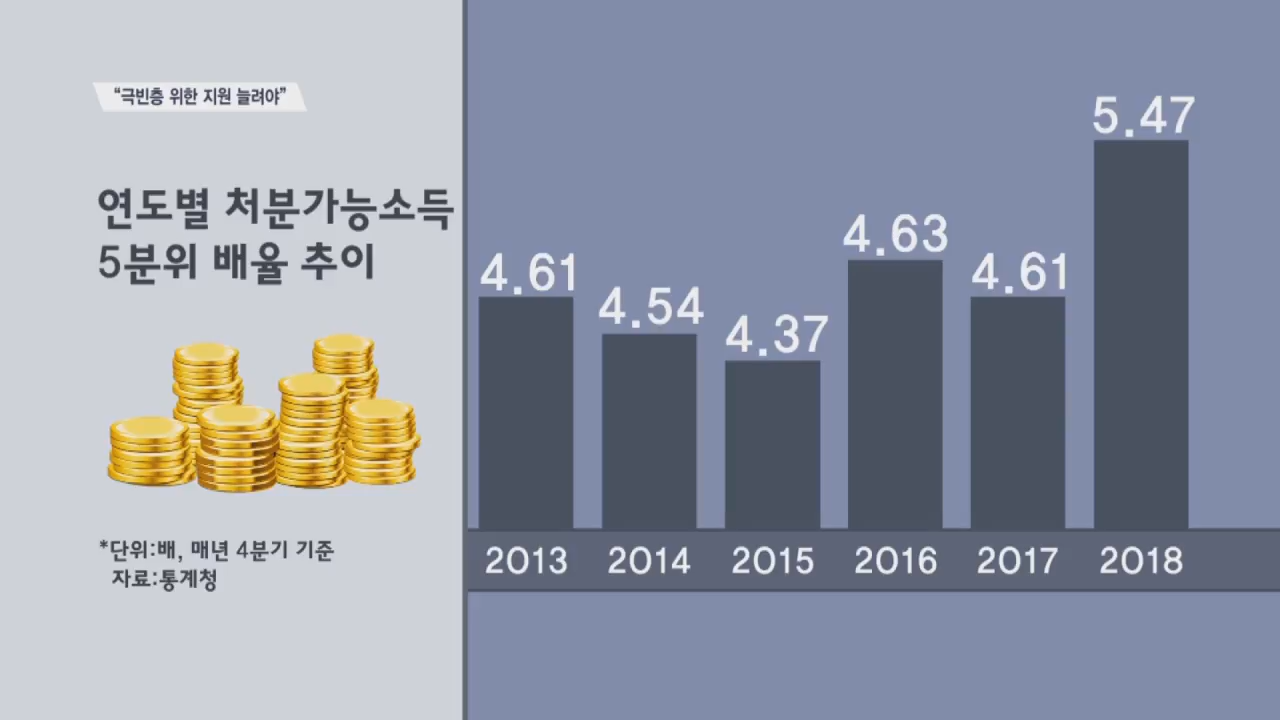 “극빈층 위한 지원 늘려야”
연도별 처분가능소득
5분위 배율 추이
*단위:배, 매년 4분기 기준
자료:통계청
4.61
4.54
4.37
4.63
4.61
5.47
2013 2014 2015 2016 2017 2018